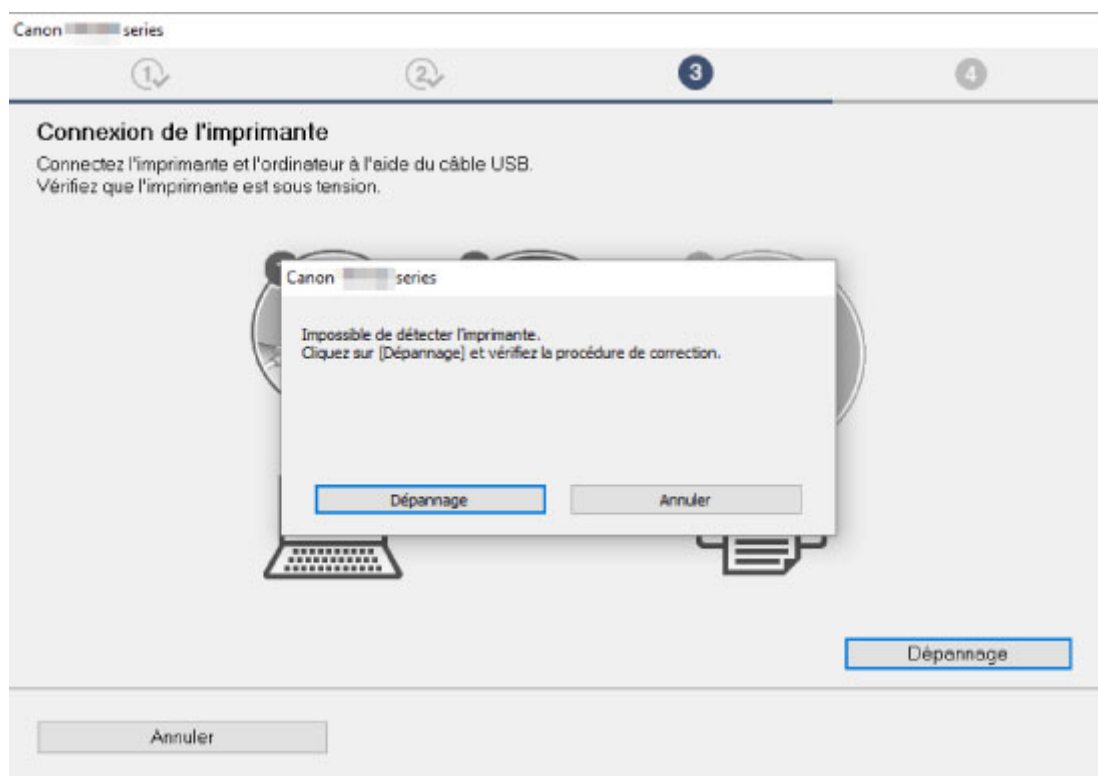 Canon series
1
2
3
4
Connexion de l'imprimante
Connectez l'imprimante et l'ordinateur à l'aide du câble USB.
Vérifiez que l'imprimante est sous tension.
Canon series
Impossible de détecter l'imprimante.
Cliquez sur [Dépannage] et vérifiez la procédure de correction.
Dépannage
Annuler
Dépannage
Annuler